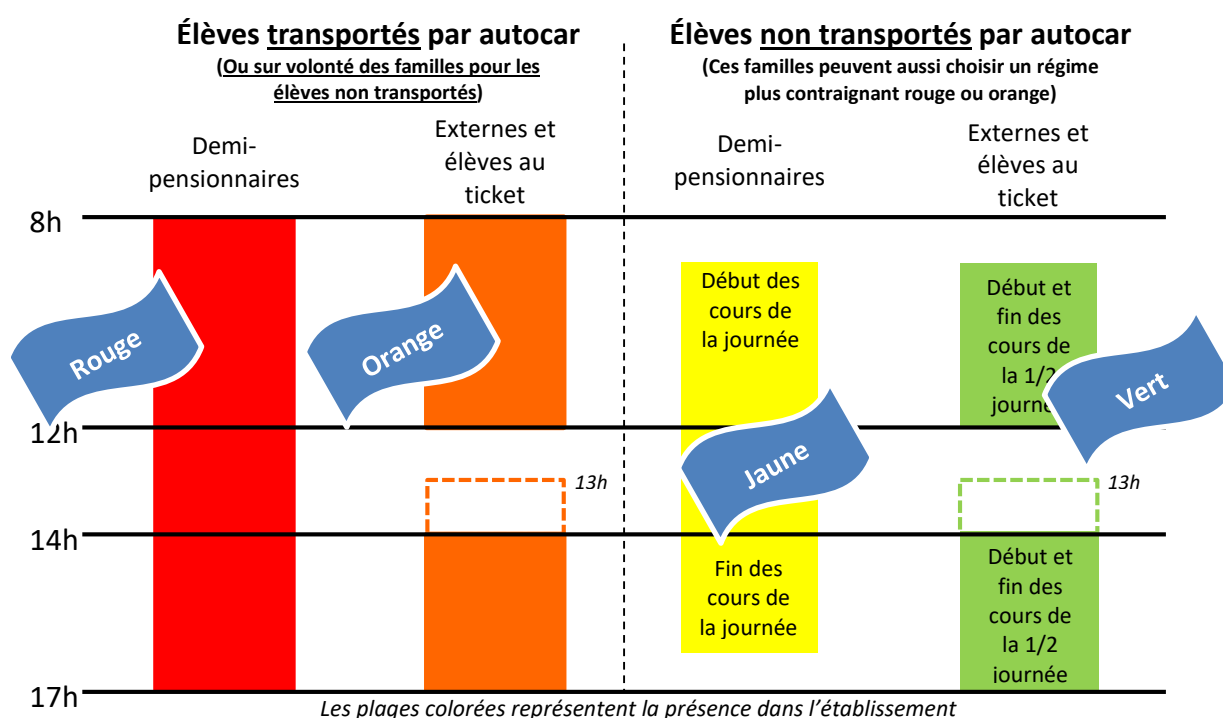 Élèves transportés par autocar
(Ou sur volonté des familles pour les
élèves non transportés)
Élèves non transportés par autocar
(Ces familles peuvent aussi choisir un régime
plus contraignant rouge ou orange)
Demi-
pensionnaires
Externes et
élèves au
ticket
Demi-
pensionnaires
Externes et
élèves au
ticket
8h
Rouge
Orange
Début des
cours de
la journée
Début et
fin des
cours de
la 1/2
journée
Vert
12h
Jaune
13h
13h
14h
Fin des
cours de
la journée
Début et
fin des
cours de
la 1/2
journée
17h
Les plages colorées représentent la présence dans l'établissement